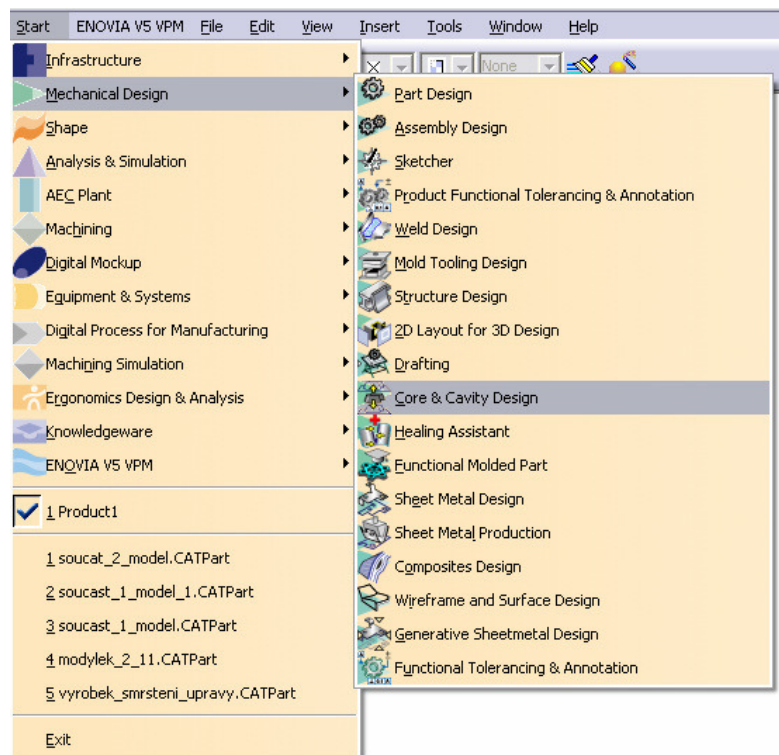 Start ENOVIA V5 VPM File Edit View Insert Tools Window Help
None
Infrastructure
Mechanical Design
Shape
Analysis & Simulation
AEC Plant
Machining
Digital Mockup
Equipment & Systems
Digital Process for Manufacturing
Machining Simulation
Ergonomics Design & Analysis
Knowledgeware
ENOVIA V5 VPM
1 Product1
1 soucat_2_model.CATPart
2 soucast_1_model_1.CATPart
3 soucast_1_model.CATPart
4 modylek_2_11.CATPart
5 vyrobek_smrsteni_upravy.CATPart
Exit
Part Design
Assembly Design
Sketcher
Product Functional Tolerancing & Annotation
Weld Design
Mold Tooling Design
Structure Design
2D Layout for 3D Design
Drafting
Core & Cavity Design
Healing Assistant
Functional Molded Part
Sheet Metal Design
Sheet Metal Production
Composites Design
Wireframe and Surface Design
Generative Sheetmetal Design
Functional Tolerancing & Annotation